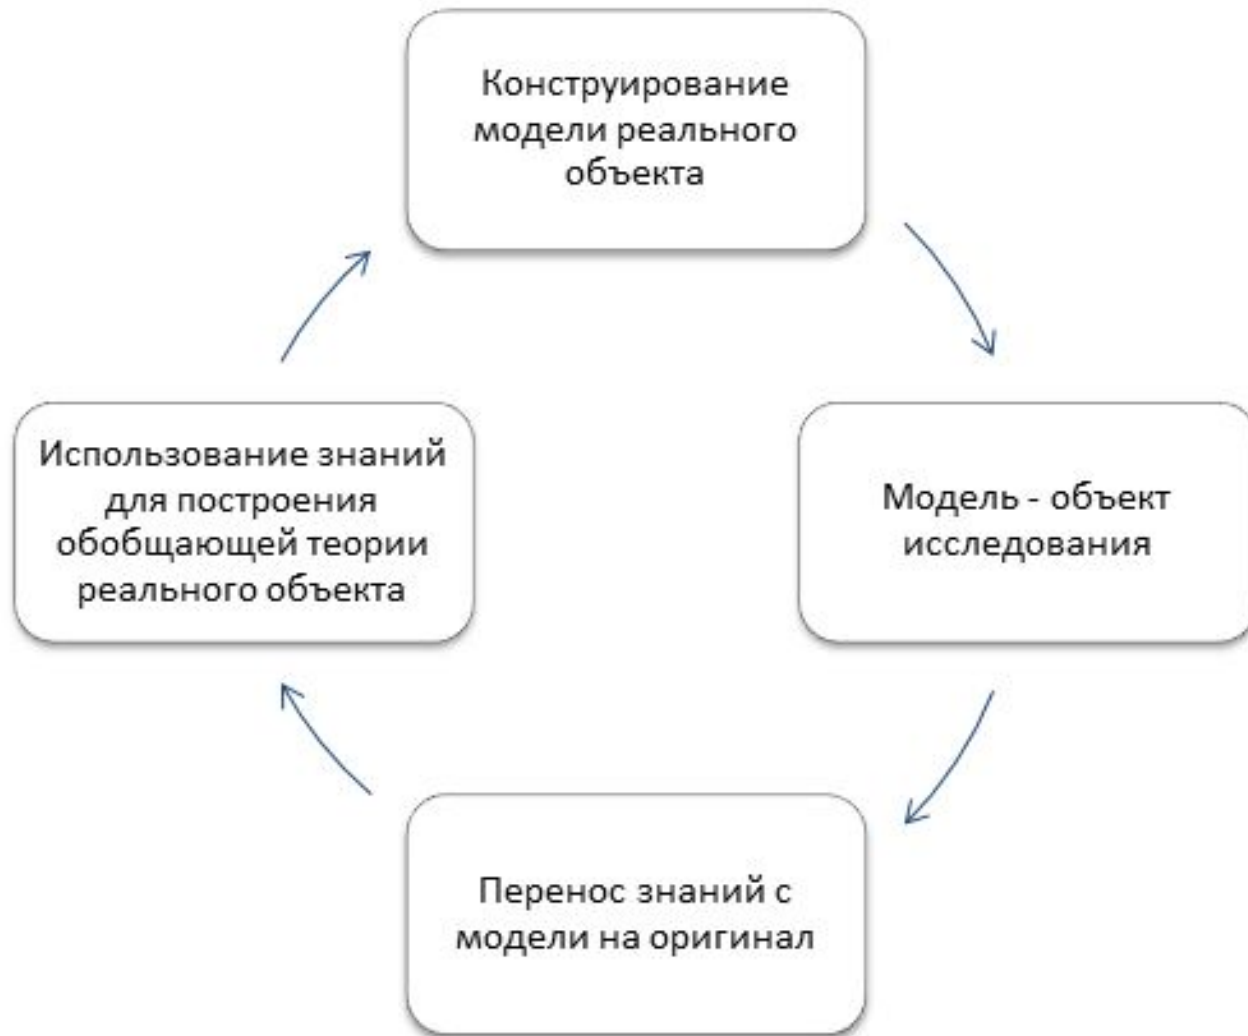 Конструирование
модели реального
объекта
Использование знаний
для построения
обобщающей теории
реального объекта
Модель - объект
исследования
Перенос знаний с
модели на оригинал